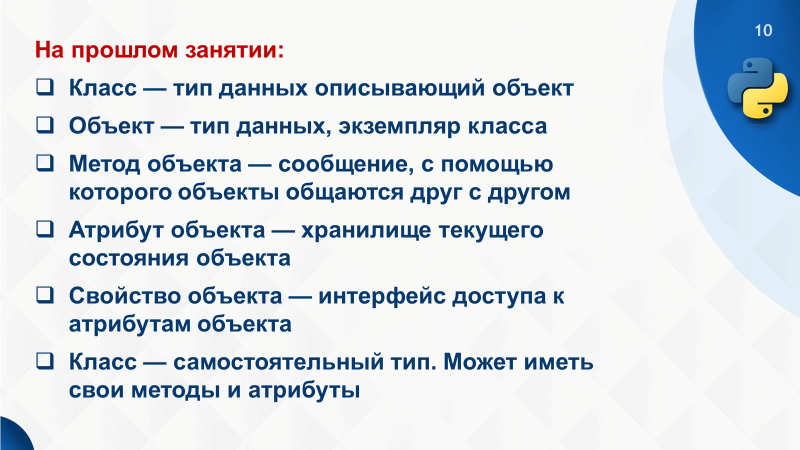 10
На прошлом занятии:
❑ Класс — тип данных описывающий объект
❑ Объект — тип данных, экземпляр класса
❑ Метод объекта — сообщение, с помощью
которого объекты общаются друг с другом
❑ Атрибут объекта — хранилище текущего
состояния объекта
❑ Свойство объекта — интерфейс доступа к
атрибутам объекта
❑ Класс — самостоятельный тип. Может иметь
свои методы и атрибуты